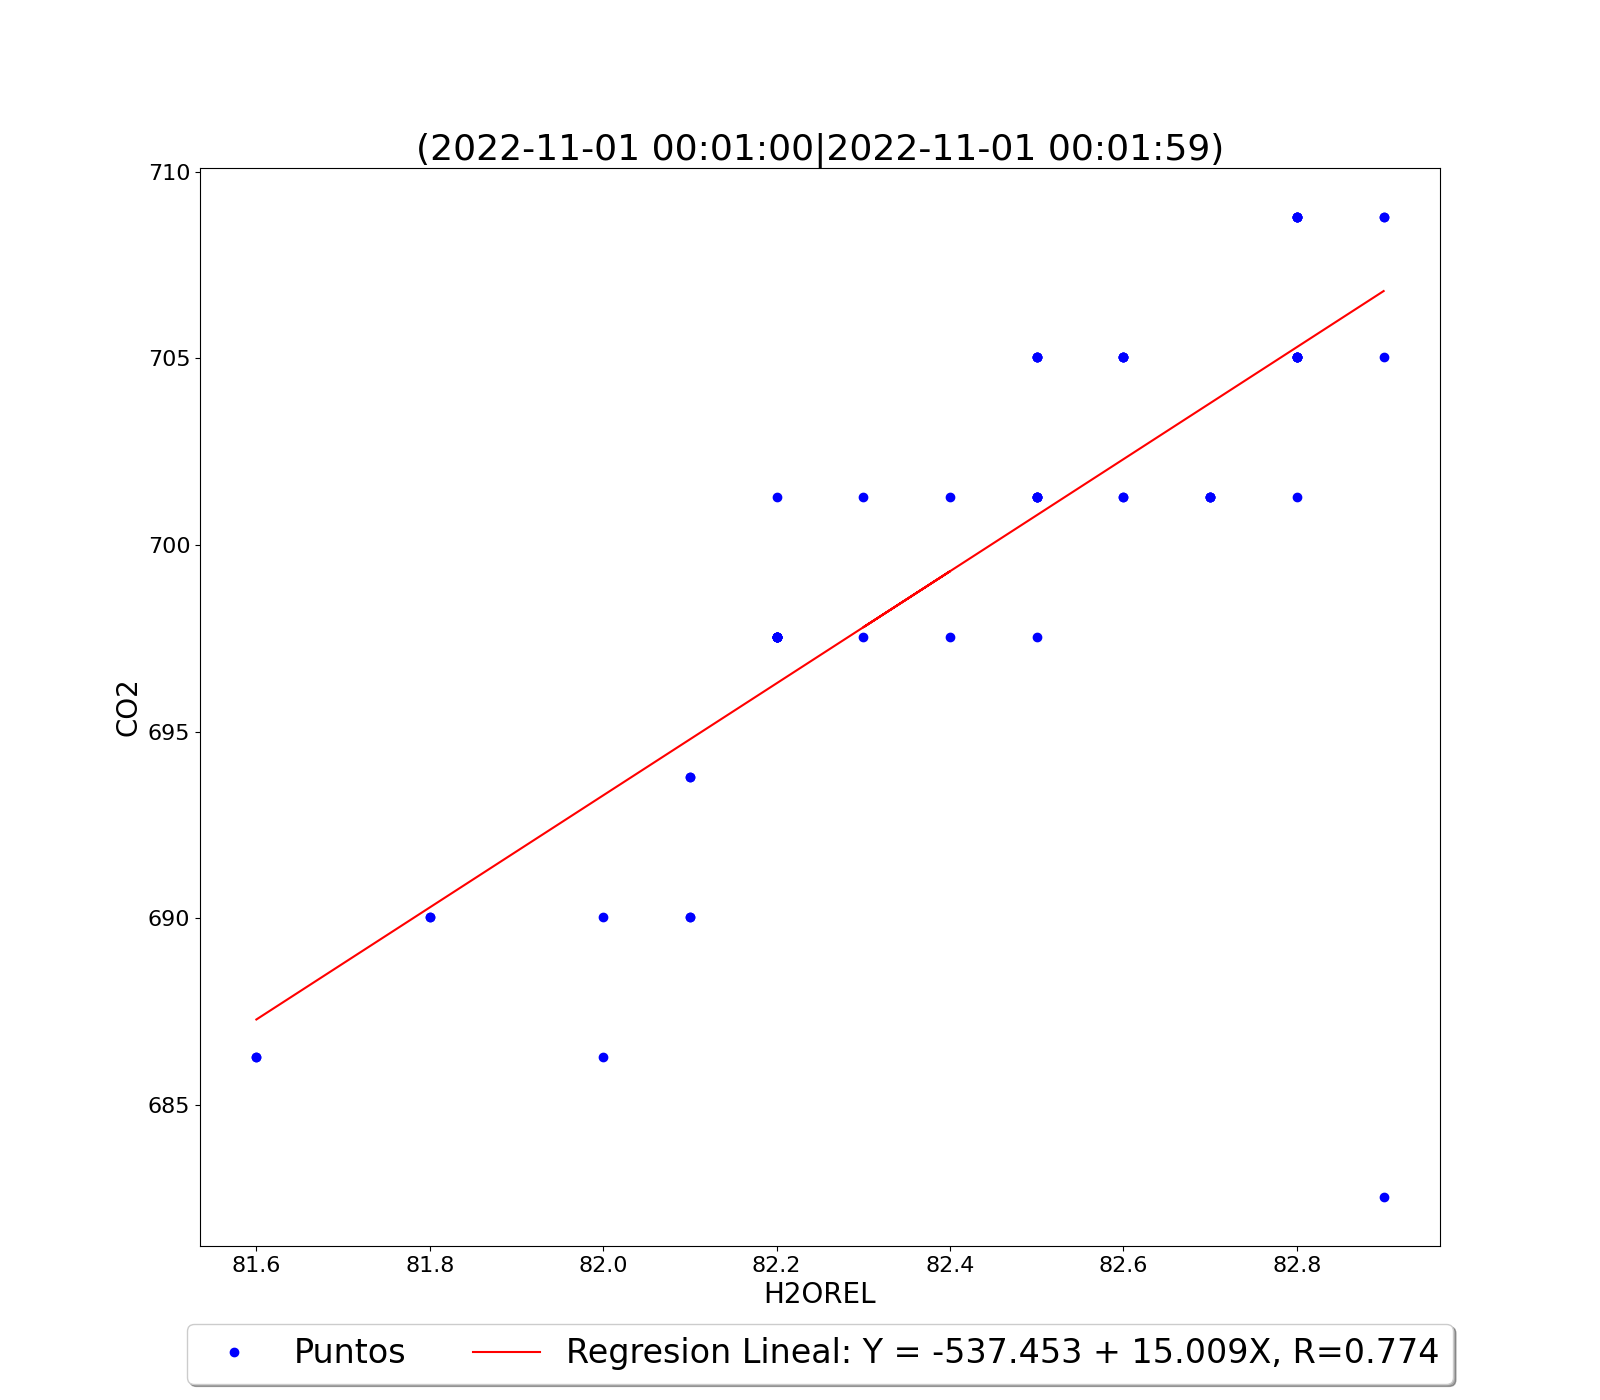 (2022-11-01 00:01:00|2022-11-01 00:01:59)
710
705
700
695
690
685
CO2
81.6 81.8 82.0 82.2 82.4 82.6 82.8
H2OREL
Puntos Regresion Lineal: Y = -537.453 + 15.009X, R=0.774